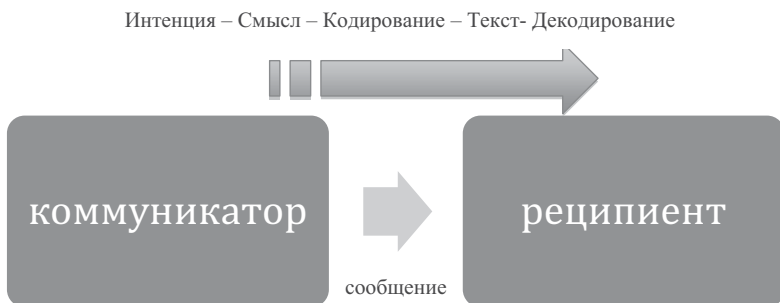 Интенция – Смысл – Кодирование – Текст- Декодирование
коммуникатор
реципиент
сообщение